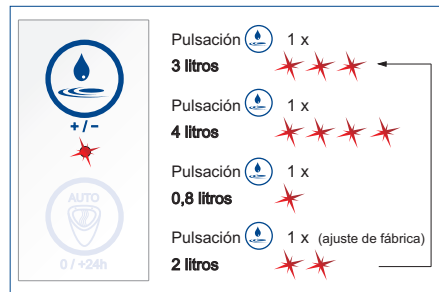 + / −
AUTO
0 / +24h
Pulsación 1 x
3 litros
Pulsación 1 x
4 litros
Pulsación 1 x
0,8 litros
Pulsación 1 x (ajuste de fábrica)
2 litros